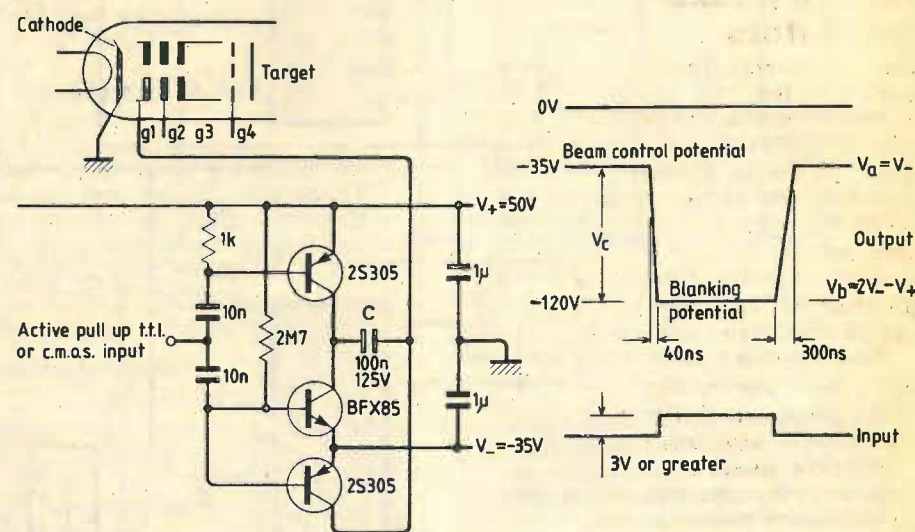 Cathode
Target
g1 g2 g3 g4
V+=50V
1k
2S305
1µ
10n
Active pull up t.t.l.
or c.m.o.s. input
2M7
C
100n
125V
10n
BFX85
1µ
V-=-35V
2S305
0V
-35V
Beam control potential
Va=V-
Vc
Output
-120V
Blanking
potential
Vb=2V--V+
40ns
300ns
Input
3V or greater